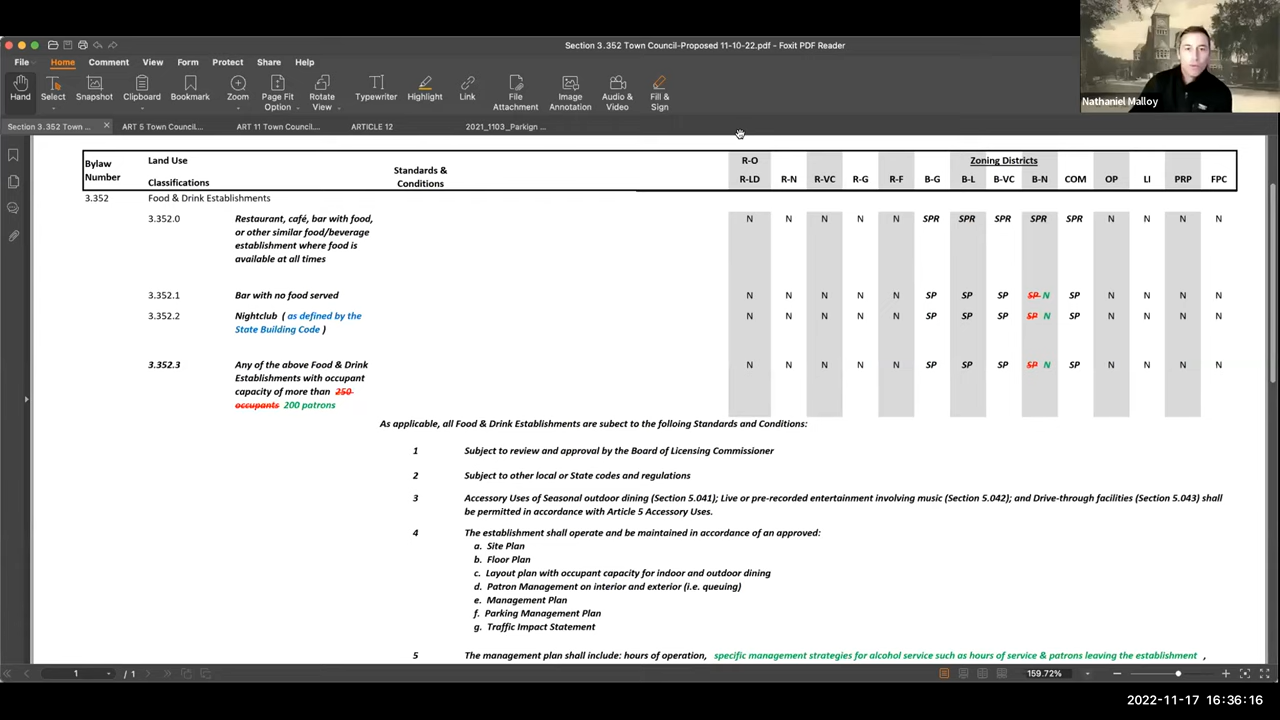 Section 3.352 Town Council-Proposed 11-10-22.pdf - Foxit PDF Reader
File Home Comment View Form Protect Share Help
Hand Select Snapshot Clipboard Bookmark Zoom Page Fit Option Rotate View Typewriter Highlight Link File Attachment Image Annotation Audio & Video Fill & Sign
Nathaniel Malloy
Section 3.352 Town ... ART 5 Town Council.... ART 11 Town Council.... ARTICLE 12 2021_1103_Parkign ...
Bylaw Number Land Use Classifications Standards & Conditions Zoning Districts
R-O R-LD R-N R-VC R-G R-F B-G B-L B-VC B-N COM OP LI PRP FPC
3.352 Food & Drink Establishments
3.352.0 Restaurant, café, bar with food, N N N N N SPR SPR SPR SPR SPR N N N N
or other similar food/beverage
establishment where food is
available at all times
3.352.1 Bar with no food served N N N N N SP SP SP SP N SP N N N N
3.352.2 Nightclub ( as defined by the N N N N N SP SP SP SP N SP N N N N
State Building Code )
3.352.3 Any of the above Food & Drink N N N N N SP SP SP SP N SP N N N N
Establishments with occupant
capacity of more than 250
occupants 200 patrons
As applicable, all Food & Drink Establishments are subect to the folloing Standards and Conditions:
1 Subject to review and approval by the Board of Licensing Commissioner
2 Subject to other local or State codes and regulations
3 Accessory Uses of Seasonal outdoor dining (Section 5.041); Live or pre-recorded entertainment involving music (Section 5.042); and Drive-through facilities (Section 5.043) shall
be permitted in accordance with Article 5 Accessory Uses.
4 The establishment shall operate and be maintained in accordance of an approved:
a. Site Plan
b. Floor Plan
c. Layout plan with occupant capacity for indoor and outdoor dining
d. Patron Management on interior and exterior (i.e. queuing)
e. Management Plan
f. Parking Management Plan
g. Traffic Impact Statement
5 The management plan shall include: hours of operation, specific management strategies for alcohol service such as hours of service & patrons leaving the establishment ,
1 / 1 159.72%
2022-11-17 16:36:16